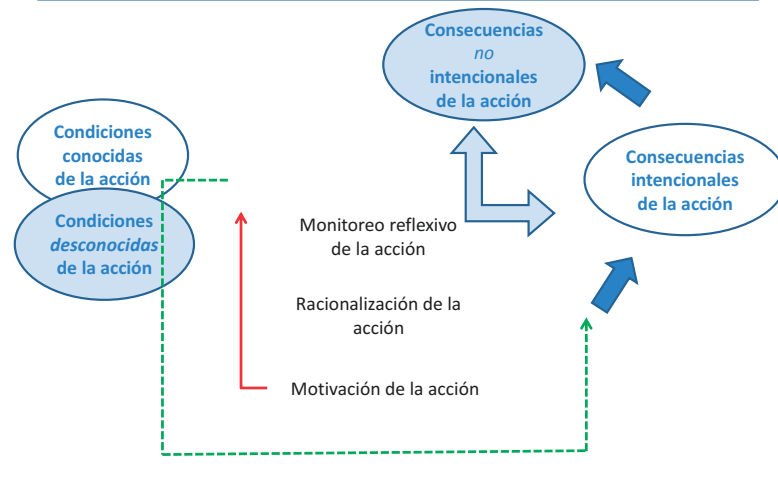 Consecuencias
no
intencionales
de la acción
Condiciones
conocidas
de la acción
Consecuencias
intencionales
de la acción
Condiciones
desconocidas
de la acción
Monitoreo reflexivo
de la acción
Racionalización de la
acción
Motivación de la acción